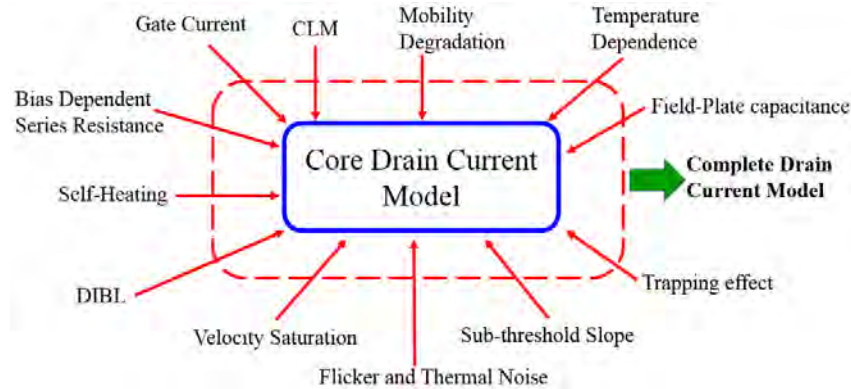 Gate Current
CLM
Mobility
Degradation
Temperature
Dependence
Bias Dependent
Series Resistance
Field-Plate capacitance
Core Drain Current
Model
Complete Drain
Current Model
Self-Heating
DIBL
Trapping effect
Velocity Saturation
Sub-threshold Slope
Flicker and Thermal Noise